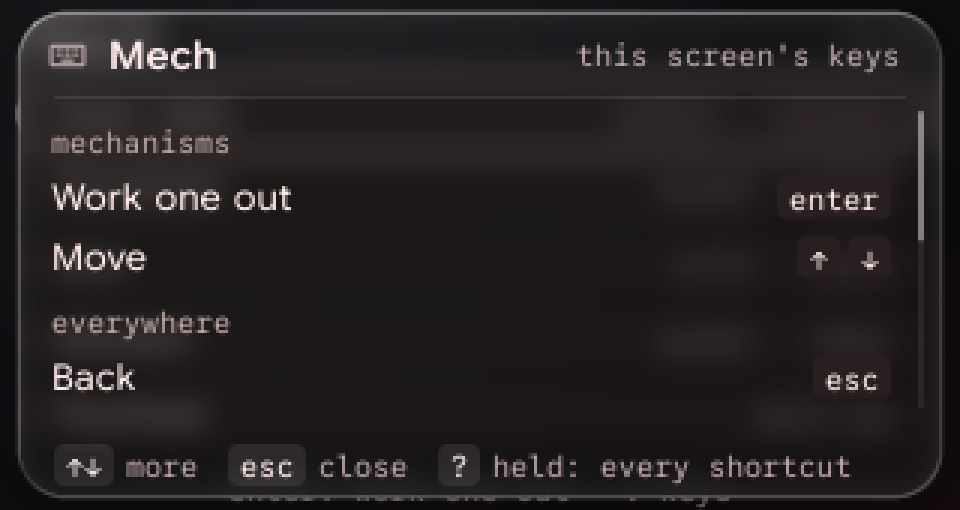 Mech this screen's keys
mechanisms
Work one out enter
Move ↑ ↓
everywhere
Back esc
↑↓ more esc close ? held: every shortcut